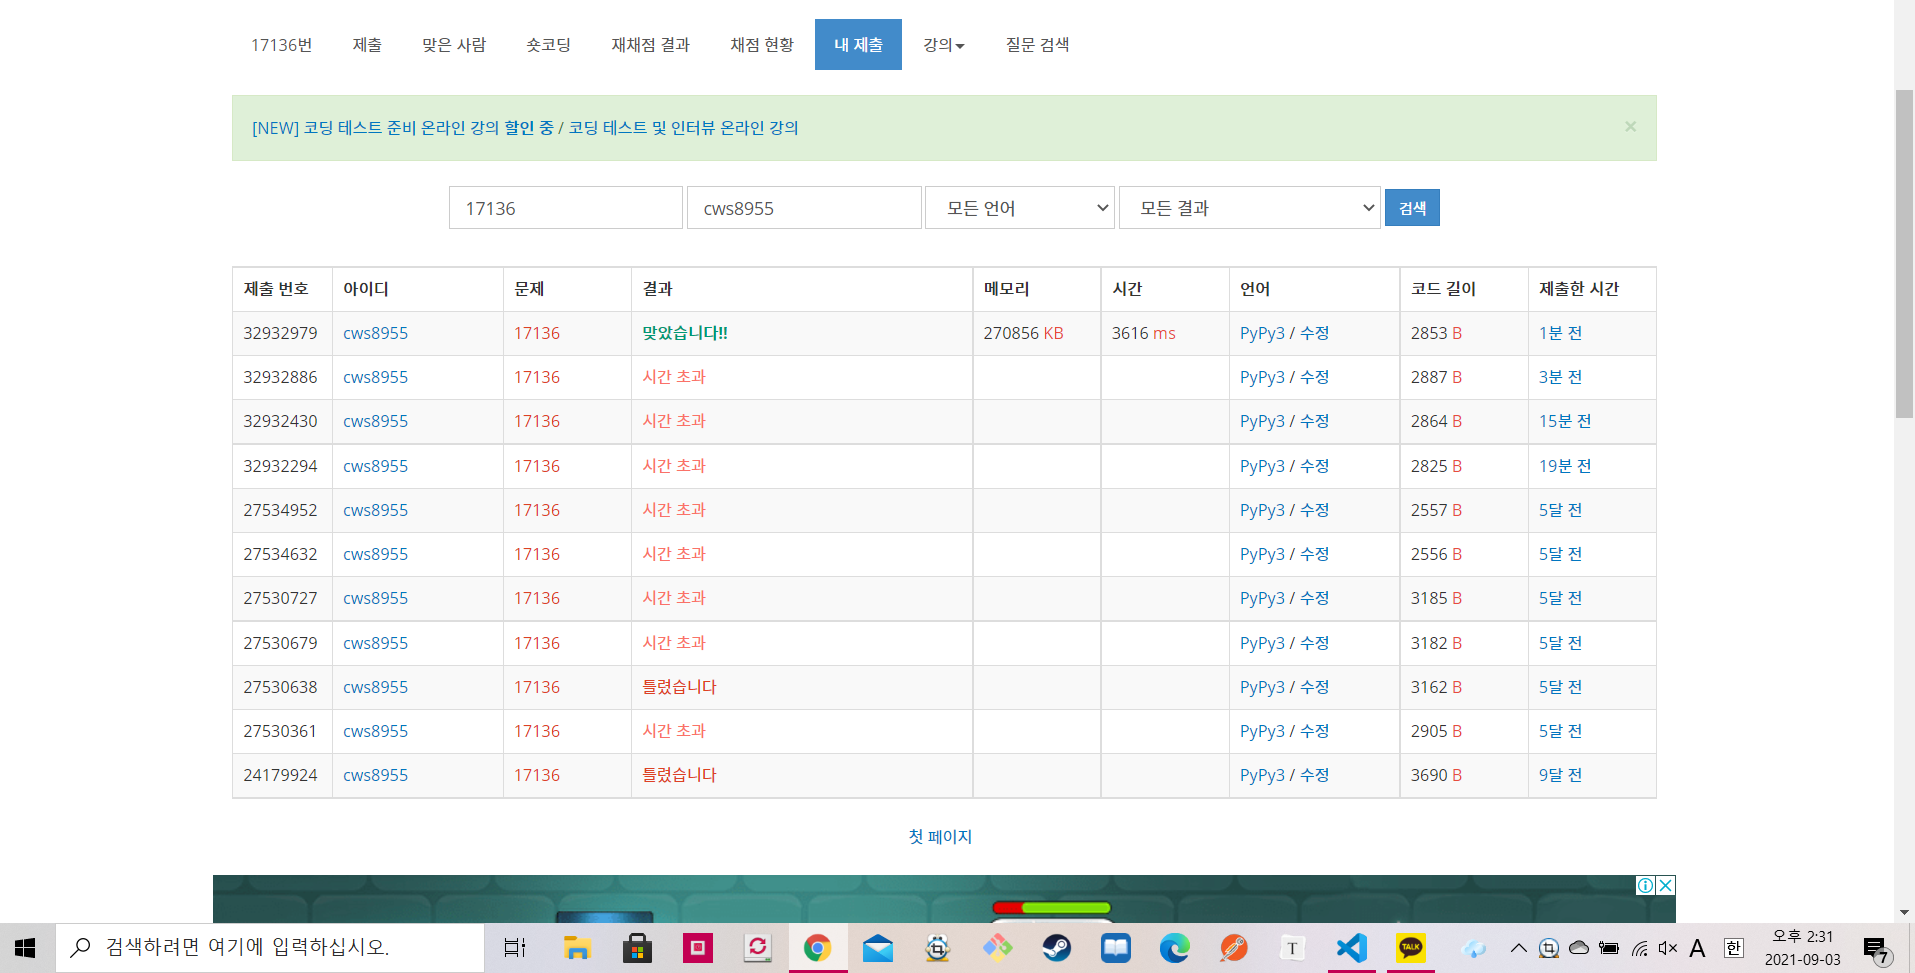 17136번 제출 맞은 사람 숏코딩 재채점 결과 채점 현황 내 제출 강의 질문 검색
[NEW] 코딩 테스트 준비 온라인 강의 할인 중 / 코딩 테스트 및 인터뷰 온라인 강의 ×
17136 cws8955 모든 언어 모든 결과 검색
제출 번호 아이디 문제 결과 메모리 시간 언어 코드 길이 제출한 시간
32932979 cws8955 17136 맞았습니다!! 270856 KB 3616 ms PyPy3 / 수정 2853 B 1분 전
32932886 cws8955 17136 시간 초과 PyPy3 / 수정 2887 B 3분 전
32932430 cws8955 17136 시간 초과 PyPy3 / 수정 2864 B 15분 전
32932294 cws8955 17136 시간 초과 PyPy3 / 수정 2825 B 19분 전
27534952 cws8955 17136 시간 초과 PyPy3 / 수정 2557 B 5달 전
27534632 cws8955 17136 시간 초과 PyPy3 / 수정 2556 B 5달 전
27530727 cws8955 17136 시간 초과 PyPy3 / 수정 3185 B 5달 전
27530679 cws8955 17136 시간 초과 PyPy3 / 수정 3182 B 5달 전
27530638 cws8955 17136 틀렸습니다 PyPy3 / 수정 3162 B 5달 전
27530361 cws8955 17136 시간 초과 PyPy3 / 수정 2905 B 5달 전
24179924 cws8955 17136 틀렸습니다 PyPy3 / 수정 3690 B 9달 전
첫 페이지
검색하려면 여기에 입력하십시오. T TALK A 한 오후 2:31 7
2021-09-03